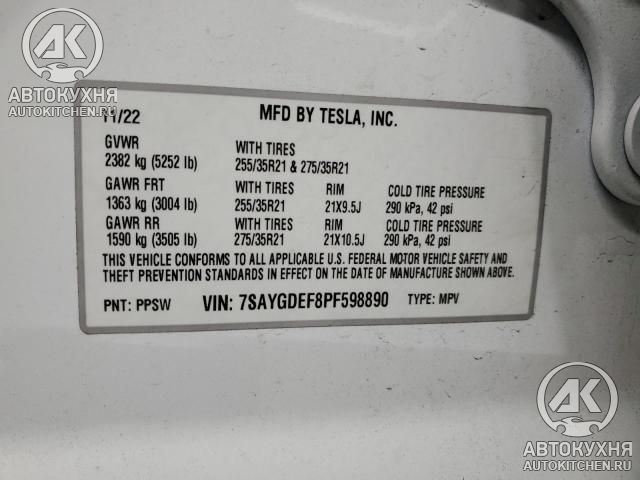 АК
АВТОКУХНЯ
AUTOKITCHEN.RU
11/22 MFD BY TESLA, INC.
GVWR WITH TIRES
2382 kg (5252 lb) 255/35R21 & 275/35R21
GAWR FRT WITH TIRES RIM COLD TIRE PRESSURE
1363 kg (3004 lb) 255/35R21 21X9.5J 290 kPa, 42 psi
GAWR RR WITH TIRES RIM COLD TIRE PRESSURE
1590 kg (3505 lb) 275/35R21 21X10.5J 290 kPa, 42 psi
THIS VEHICLE CONFORMS TO ALL APPLICABLE U.S. FEDERAL MOTOR VEHICLE SAFETY AND
THEFT PREVENTION STANDARDS IN EFFECT ON THE DATE OF MANUFACTURE SHOWN ABOVE.
PNT: PPSW VIN: 7SAYGDEF8PF598890 TYPE: MPV
АК
АВТОКУХНЯ
AUTOKITCHEN.RU